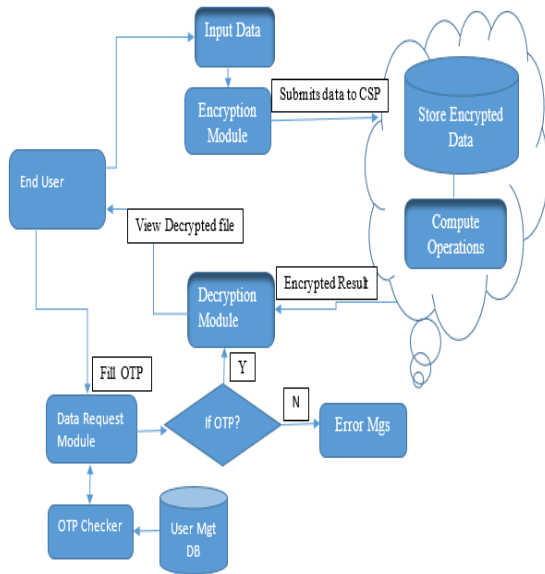 Input Data
Submits data to CSP
Encryption
Module
Store Encrypted
Data
End User
View Decrypted file
Compute
Operations
Encrypted Result
Decryption
Module
Fill OTP
Y
N
Data Request
Module
If OTP?
Error Mgs
OTP Checker
User Mgt
DB